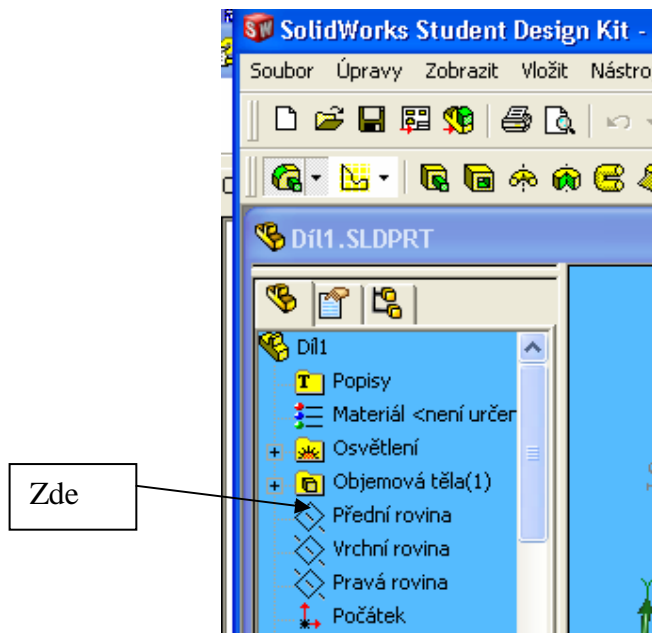 SolidWorks Student Design Kit -
Soubor Úpravy Zobrazit Vložit Nástro
Díl1.SLDPRT
Díl1
T Popisy
Materiál <není určen
Osvětlení
Objemová těla(1)
Zde
Přední rovina
Vrchní rovina
Pravá rovina
Počátek